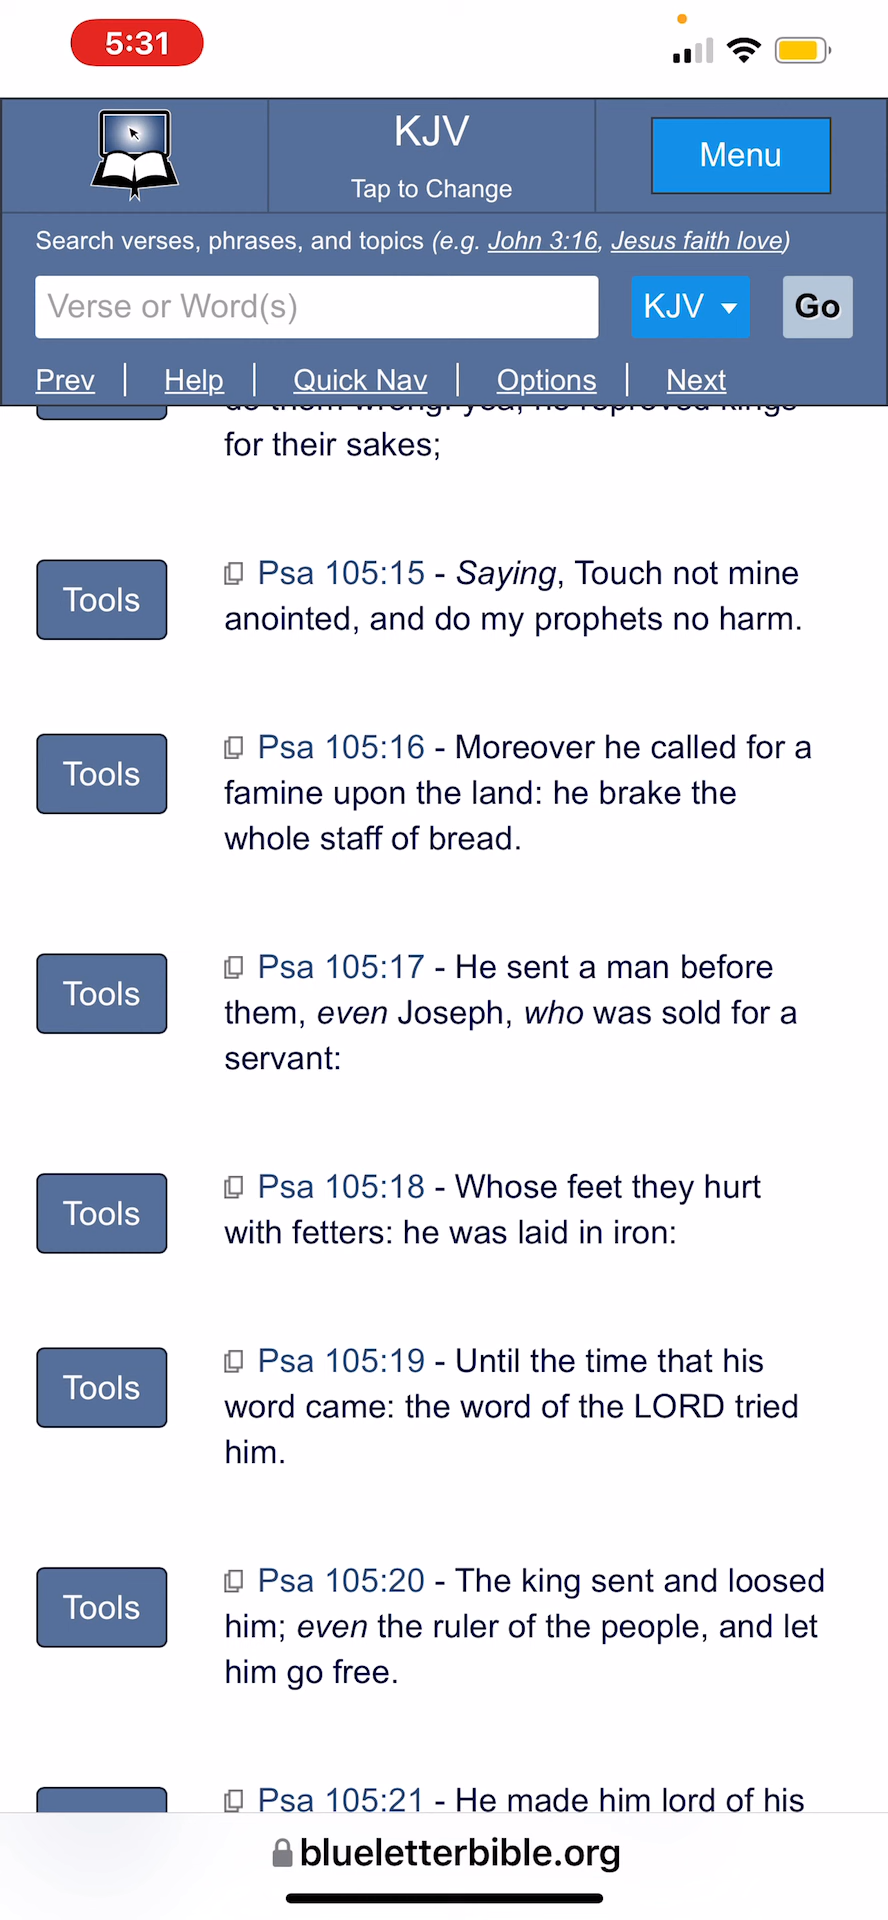 5:31
KJV
Tap to Change
Menu
Search verses, phrases, and topics (e.g. John 3:16, Jesus faith love)
Verse or Word(s)
KJV
Go
Prev | Help | Quick Nav | Options | Next
do them wrong: yea, he reproved kings
for their sakes;
Tools
Psa 105:15 - Saying, Touch not mine
anointed, and do my prophets no harm.
Tools
Psa 105:16 - Moreover he called for a
famine upon the land: he brake the
whole staff of bread.
Tools
Psa 105:17 - He sent a man before
them, even Joseph, who was sold for a
servant:
Tools
Psa 105:18 - Whose feet they hurt
with fetters: he was laid in iron:
Tools
Psa 105:19 - Until the time that his
word came: the word of the LORD tried
him.
Tools
Psa 105:20 - The king sent and loosed
him; even the ruler of the people, and let
him go free.
Psa 105:21 - He made him lord of his
blueletterbible.org